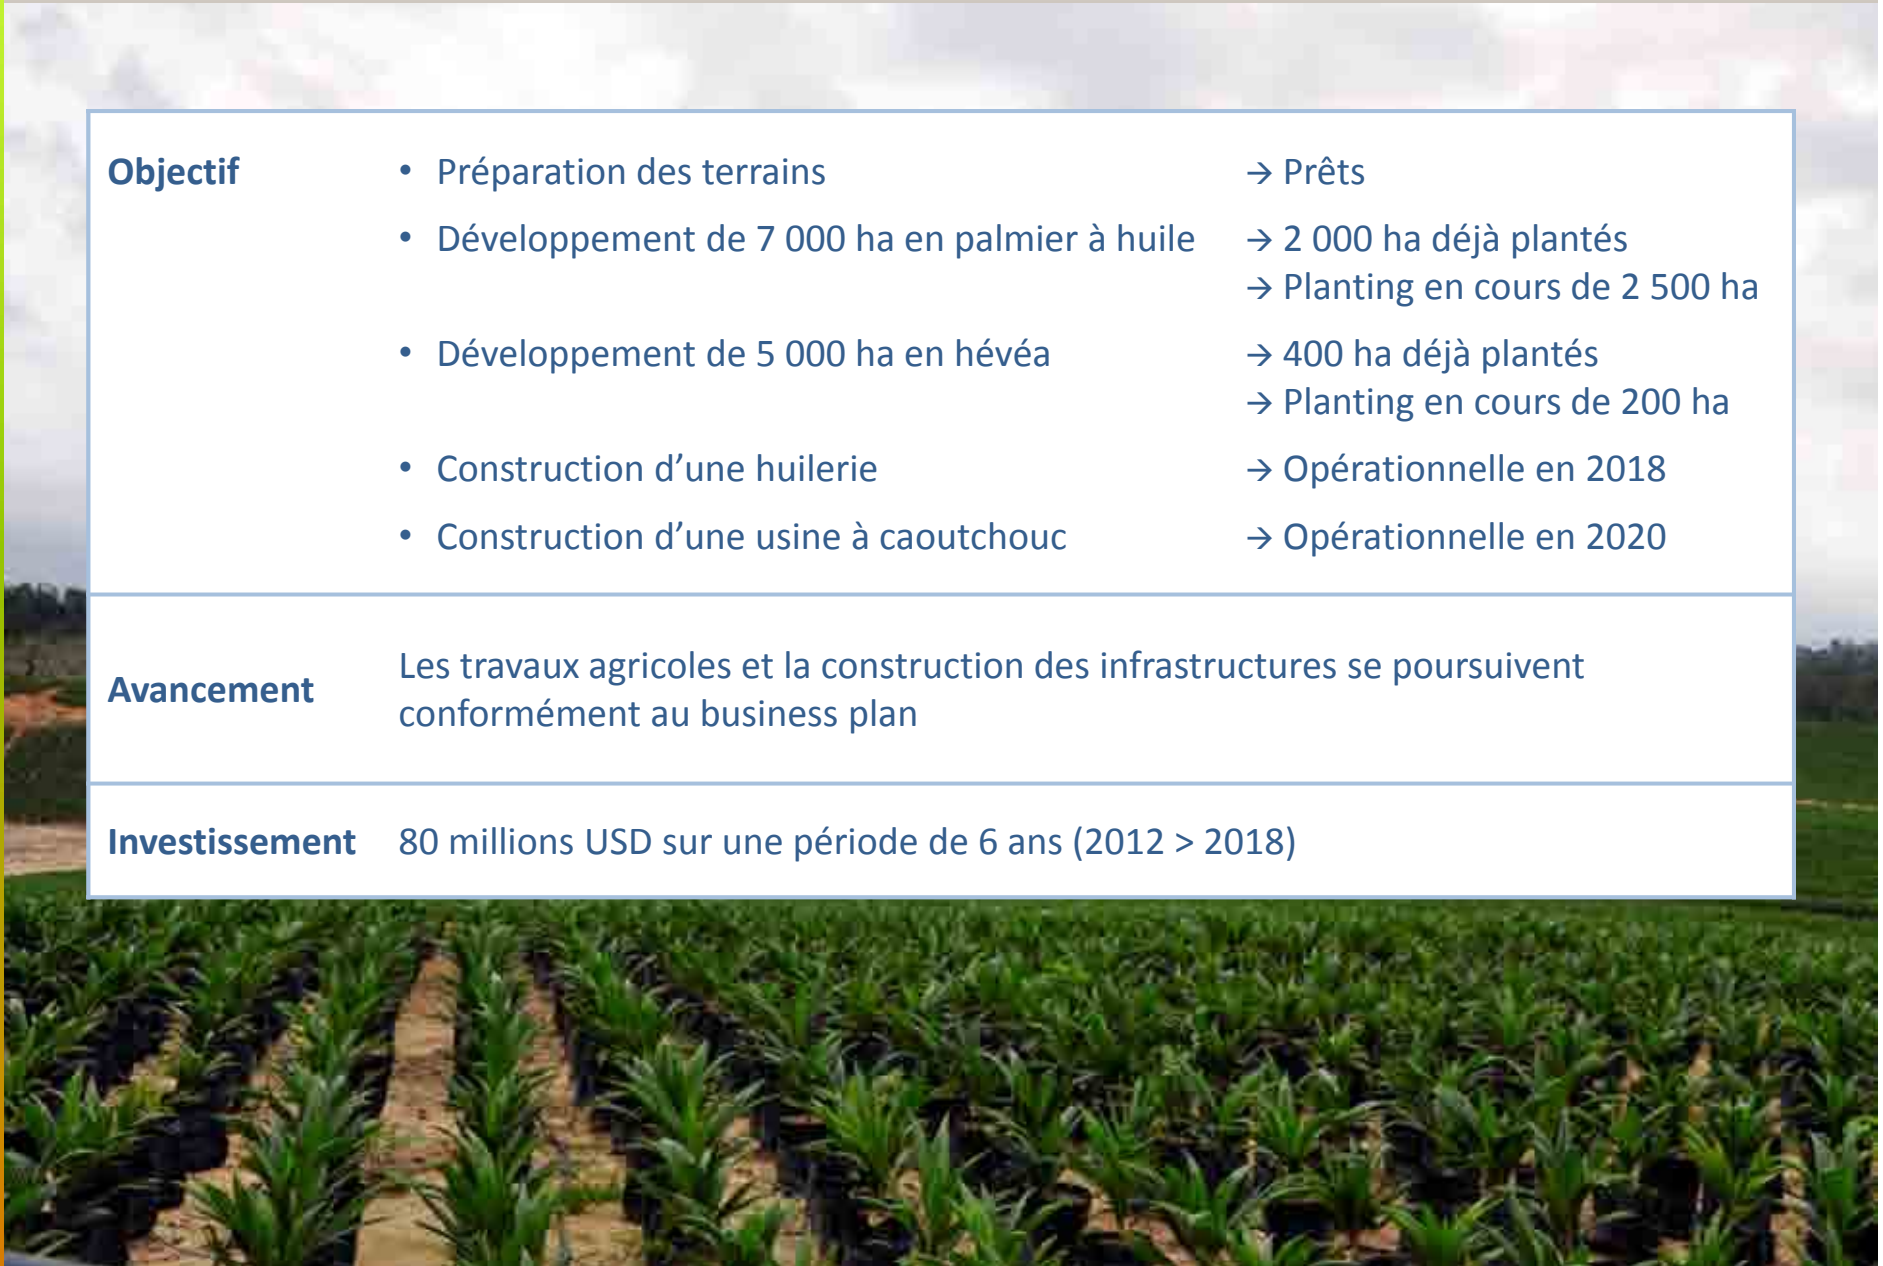 Objectif
• Préparation des terrains → Prêts
• Développement de 7 000 ha en palmier à huile → 2 000 ha déjà plantés
→ Planting en cours de 2 500 ha
• Développement de 5 000 ha en hévéa → 400 ha déjà plantés
→ Planting en cours de 200 ha
• Construction d’une huilerie → Opérationnelle en 2018
• Construction d’une usine à caoutchouc → Opérationnelle en 2020
Avancement
Les travaux agricoles et la construction des infrastructures se poursuivent
conformément au business plan
Investissement 80 millions USD sur une période de 6 ans (2012 > 2018)